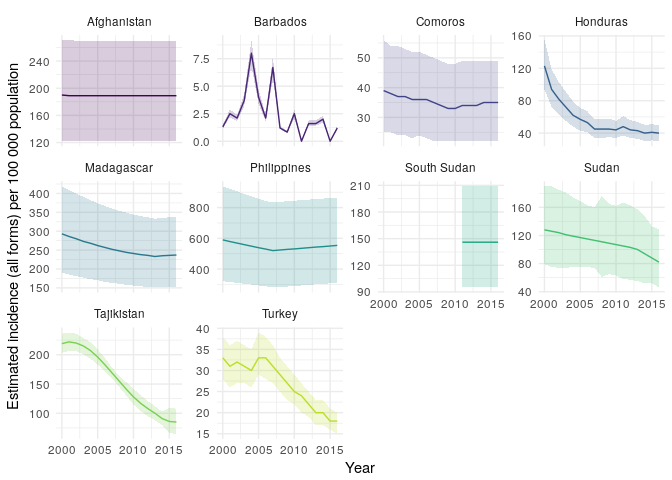 Estimated incidence (all forms) per 100 000 population
Afghanistan
Barbados
Comoros
Honduras
240
200
160
120
7.5
5.0
2.5
0.0
50
40
30
160
120
80
40
Madagascar
Philippines
South Sudan
Sudan
400
350
300
250
200
150
800
600
400
210
180
150
120
90
160
120
80
40
2000 2005 2010 2015
2000 2005 2010 2015
Tajikistan
Turkey
200
150
100
40
35
30
25
20
15
2000 2005 2010 2015
2000 2005 2010 2015
Year